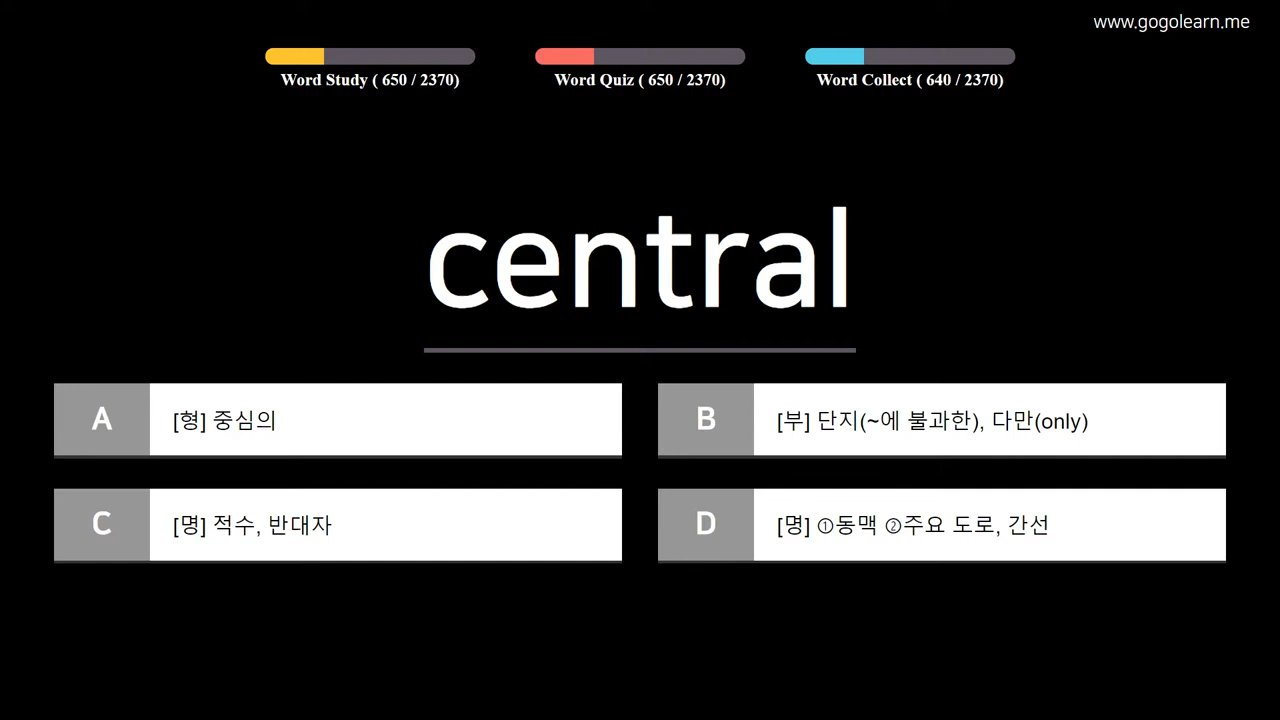 www.gogolearn.me
Word Study ( 650 / 2370)
Word Quiz ( 650 / 2370)
Word Collect ( 640 / 2370)
central
A [형] 중심의
B [부] 단지(~에 불과한), 다만(only)
C [명] 적수, 반대자
D [명] ①동맥 ②주요 도로, 간선